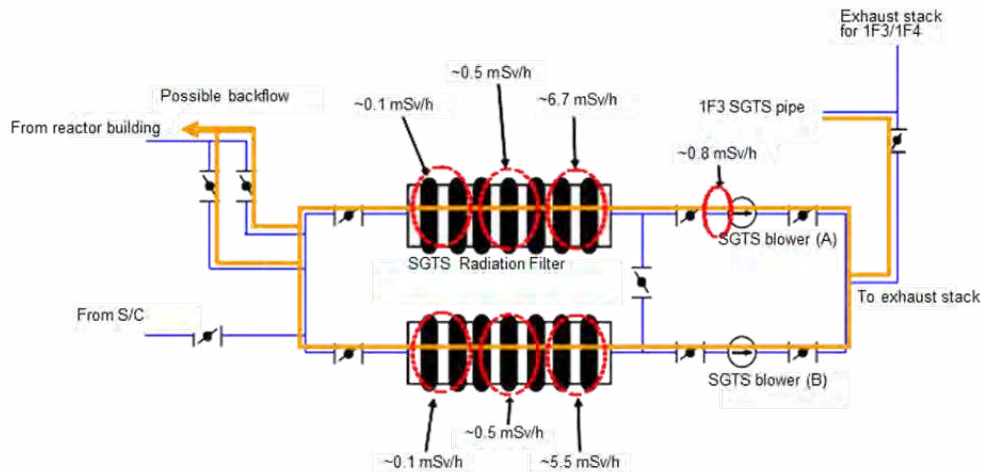 Exhaust stack
for 1F3/1F4
~0.5 mSv/h
Possible backflow
~0.1 mSv/h
~6.7 mSv/h
1F3 SGTS pipe
From reactor building
~0.8 mSv/h
SGTS blower (A)
SGTS Radiation Filter
To exhaust stack
From S/C
SGTS blower (B)
~0.5 mSv/h
~0.1 mSv/h
~5.5 mSv/h